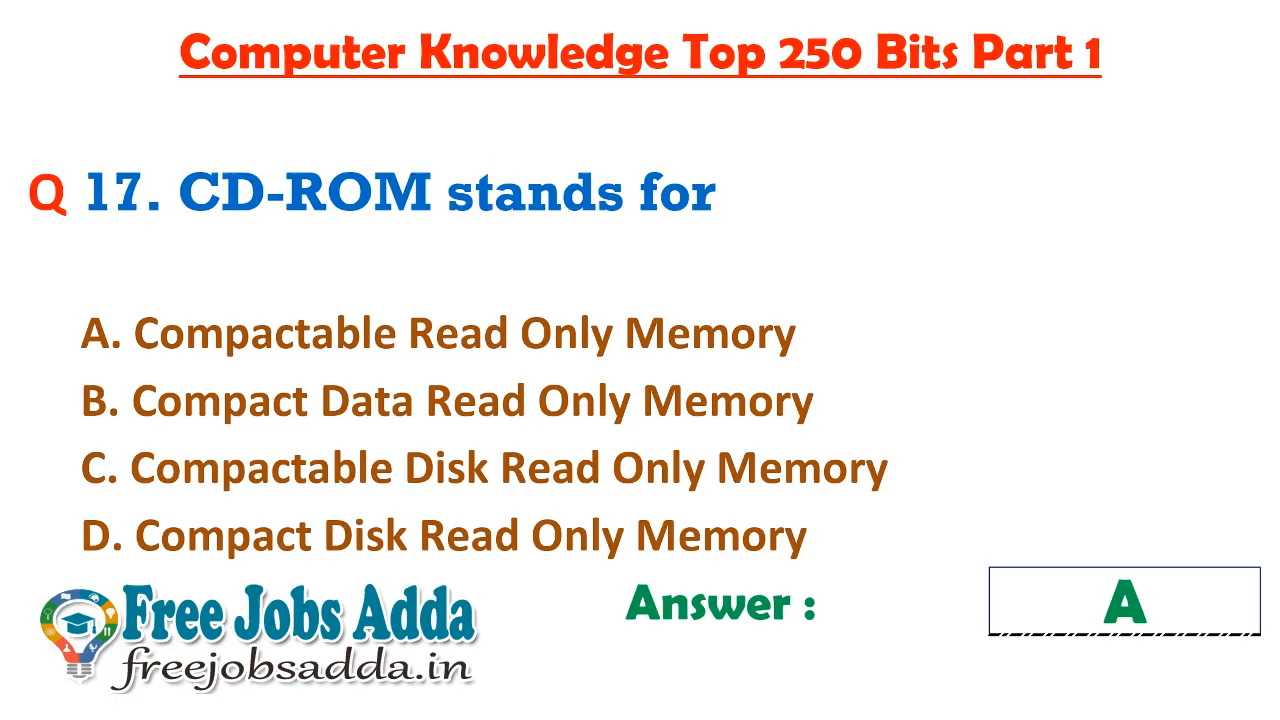 Computer Knowledge Top 250 Bits Part 1
Q 17. CD-ROM stands for
A. Compactable Read Only Memory
B. Compact Data Read Only Memory
C. Compactable Disk Read Only Memory
D. Compact Disk Read Only Memory
Free Jobs Adda
freejobsadda.in
Answer :
A